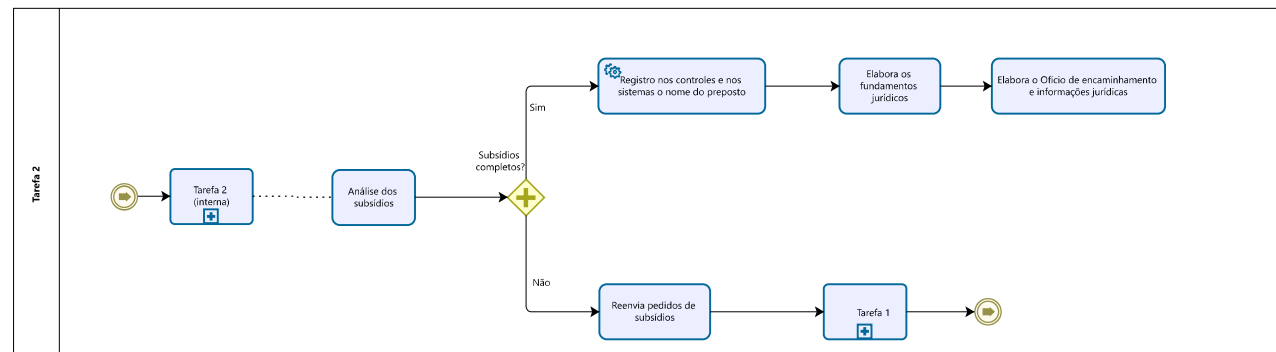 Tarefa 2
Tarefa 2
(interna)
Análise dos
subsídios
Subsídios
completos?
Sim
Registro nos controles e nos
sistemas o nome do preposto
Elabora os
fundamentos
jurídicos
Elabora o Ofício de encaminhamento
e informações jurídicas
Não
Reenvia pedidos de
subsídios
Tarefa 1